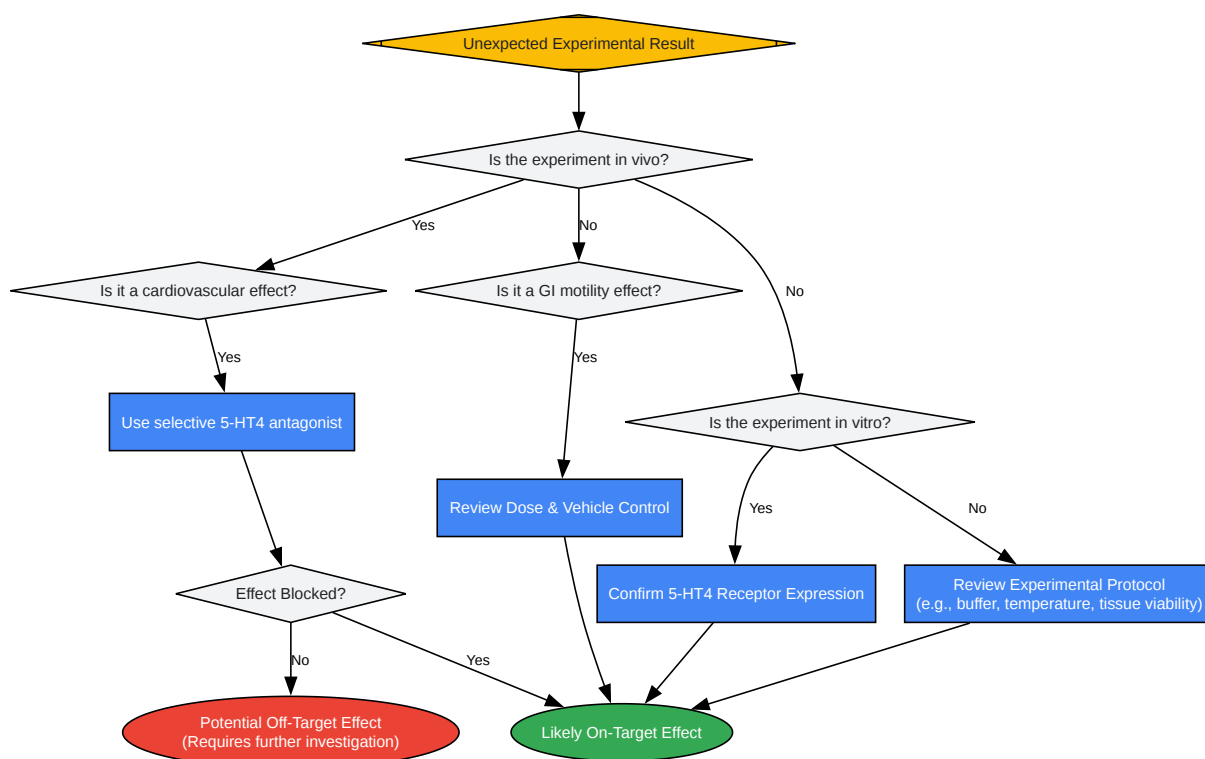 Unexpected Experimental Result
Is the experiment in vivo?
Yes
No
No
Is it a cardiovascular effect?
Is it a GI motility effect?
Yes
Yes
Use selective 5-HT4 antagonist
Is the experiment in vitro?
Review Dose & Vehicle Control
Yes
No
Effect Blocked?
Confirm 5-HT4 Receptor Expression
Review Experimental Protocol
(e.g., buffer, temperature, tissue viability)
No
Yes
Potential Off-Target Effect
(Requires further investigation)
Likely On-Target Effect